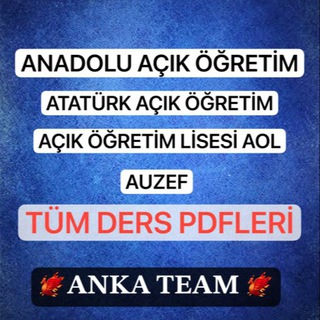 ANADOLU AÇIK ÖĞRETİM
ATATÜRK AÇIK ÖĞRETİM
AÇIK ÖĞRETİM LİSESİ AOL
AUZEF
TÜM DERS PDFLERİ
ANKA TEAM